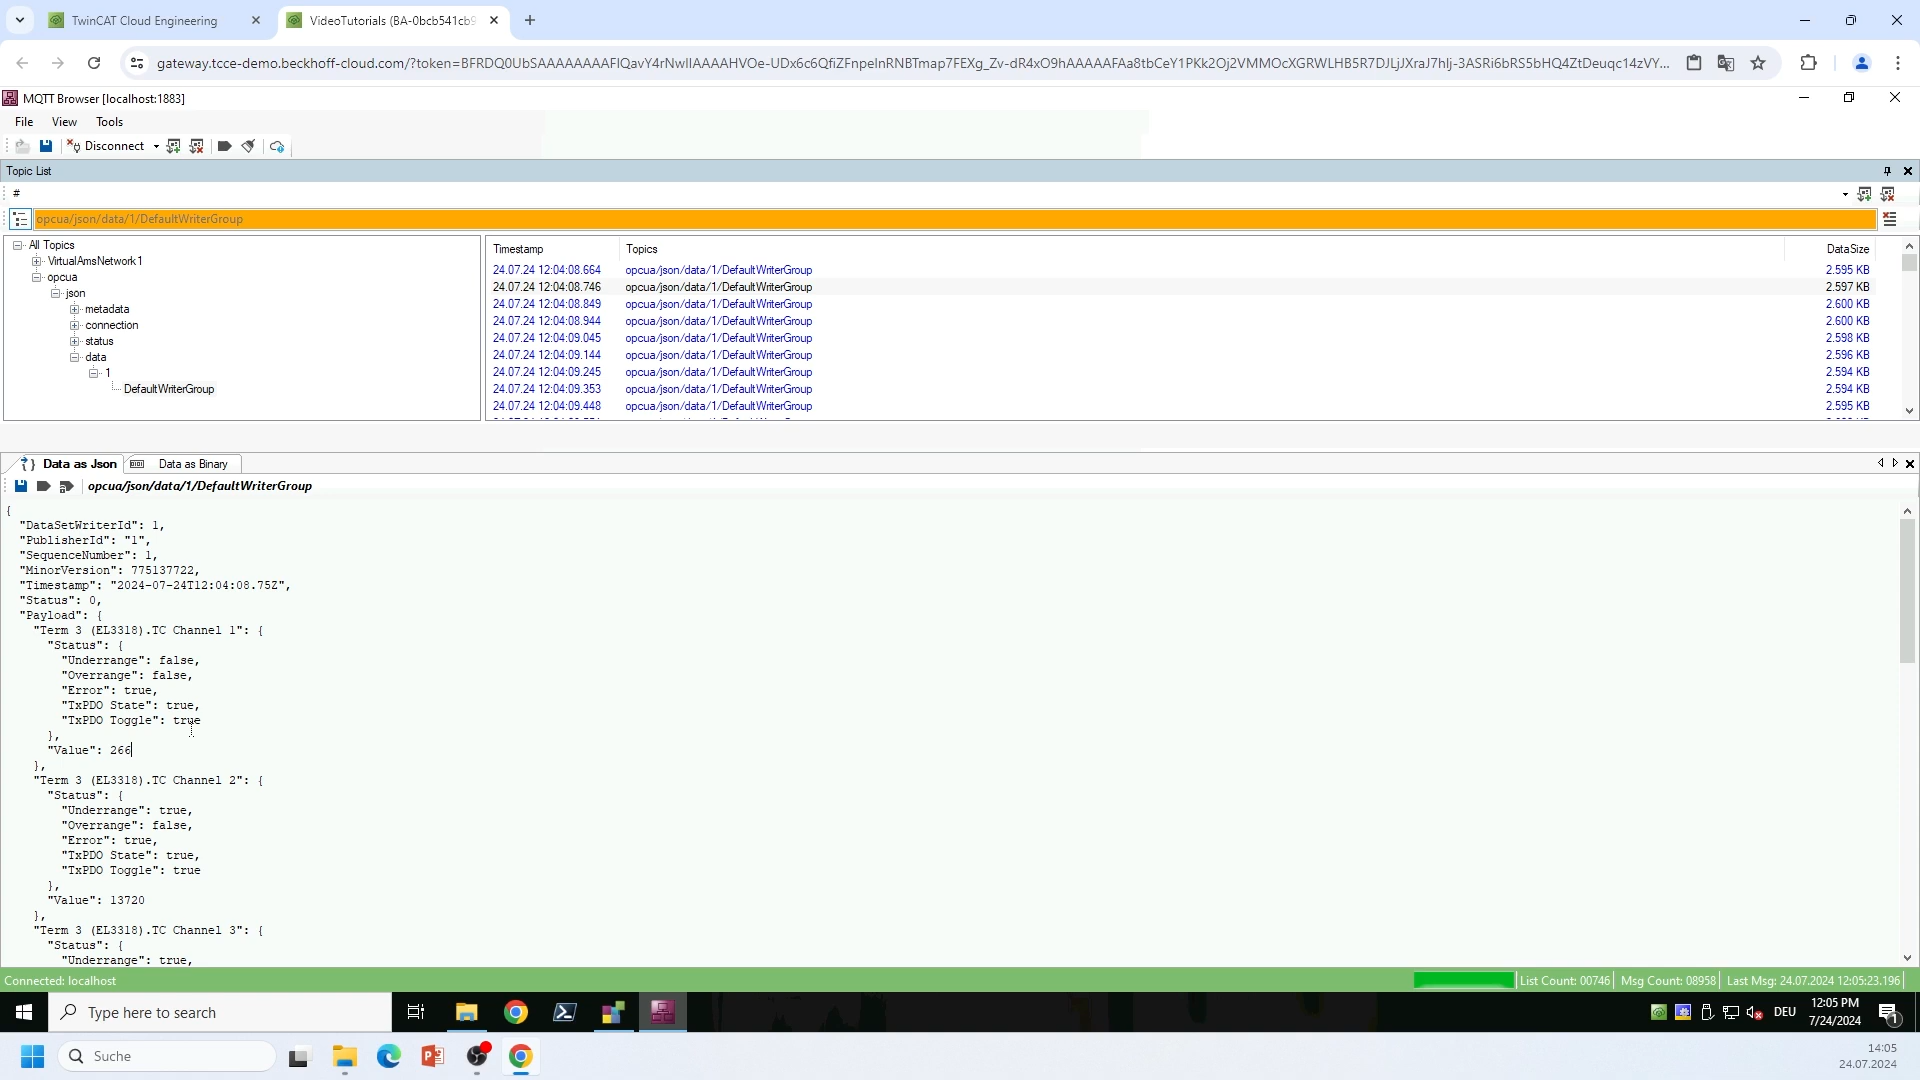 TwinCAT Cloud Engineering
VideoTutorials (BA-0bcb541cb9
MQTT Browser [localhost:1883]
File View Tools
Disconnect
Topic List
#
opcua/json/data/1/DefaultWriterGroup
All Topics
VirtualAmsNetwork1
opcua
json
metadata
connection
status
data
1
DefaultWriterGroup
Timestamp Topics DataSize
24.07.24 12:04:08.664 opcua/json/data/1/DefaultWriterGroup 2.595 KB
24.07.24 12:04:08.746 opcua/json/data/1/DefaultWriterGroup 2.597 KB
24.07.24 12:04:08.849 opcua/json/data/1/DefaultWriterGroup 2.600 KB
24.07.24 12:04:08.944 opcua/json/data/1/DefaultWriterGroup 2.600 KB
24.07.24 12:04:09.045 opcua/json/data/1/DefaultWriterGroup 2.598 KB
24.07.24 12:04:09.144 opcua/json/data/1/DefaultWriterGroup 2.596 KB
24.07.24 12:04:09.245 opcua/json/data/1/DefaultWriterGroup 2.594 KB
24.07.24 12:04:09.353 opcua/json/data/1/DefaultWriterGroup 2.594 KB
24.07.24 12:04:09.448 opcua/json/data/1/DefaultWriterGroup 2.595 KB
Data as Json Data as Binary
opcua/json/data/1/DefaultWriterGroup
{
"DataSetWriterId": 1,
"PublisherId": "1",
"SequenceNumber": 1,
"MinorVersion": 775137722,
"Timestamp": "2024-07-24T12:04:08.75Z",
"Status": 0,
"Payload": {
"Term 3 (EL3318).TC Channel 1": {
"Status": {
"Underrange": false,
"Overrange": false,
"Error": true,
"TxPDO State": true,
"TxPDO Toggle": true
},
"Value": 266
},
"Term 3 (EL3318).TC Channel 2": {
"Status": {
"Underrange": true,
"Overrange": false,
"Error": true,
"TxPDO State": true,
"TxPDO Toggle": true
},
"Value": 13720
},
"Term 3 (EL3318).TC Channel 3": {
"Status": {
"Underrange": true,
Connected: localhost List Count: 00746 Msg Count: 08958 Last Msg: 24.07.2024 12:05:23.196
Type here to search
DEU
12:05 PM
7/24/2024
1
Suche
14:05
24.07.2024